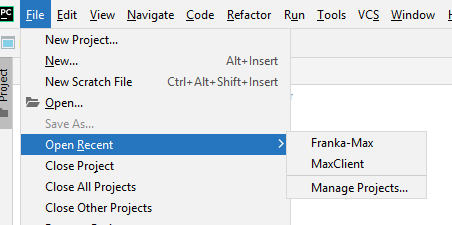 PC File Edit View Navigate Code Refactor Run Tools VCS Window H
New Project...
New... Alt+Insert
New Scratch File Ctrl+Alt+Shift+Insert
Open...
Save As...
Open Recent
Franka-Max
Close Project
MaxClient
Close All Projects
Manage Projects...
Close Other Projects
Project